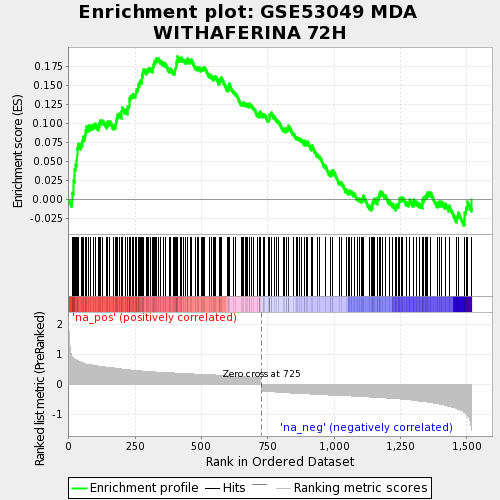 Enrichment plot: GSE53049 MDA
WITHAFERINA 72H
Enrichment score (ES)
0.175
0.150
0.125
0.100
0.075
0.050
0.025
0.000
-0.025
'na_pos' (positively correlated)
Ranked list metric (PreRanked)
2
1
0
-1
Zero cross at 725
'na_neg' (negatively correlated)
0
250
500
750
1,000
1,250
1,500
Rank in Ordered Dataset
Enrichment profile
Hits
Ranking metric scores